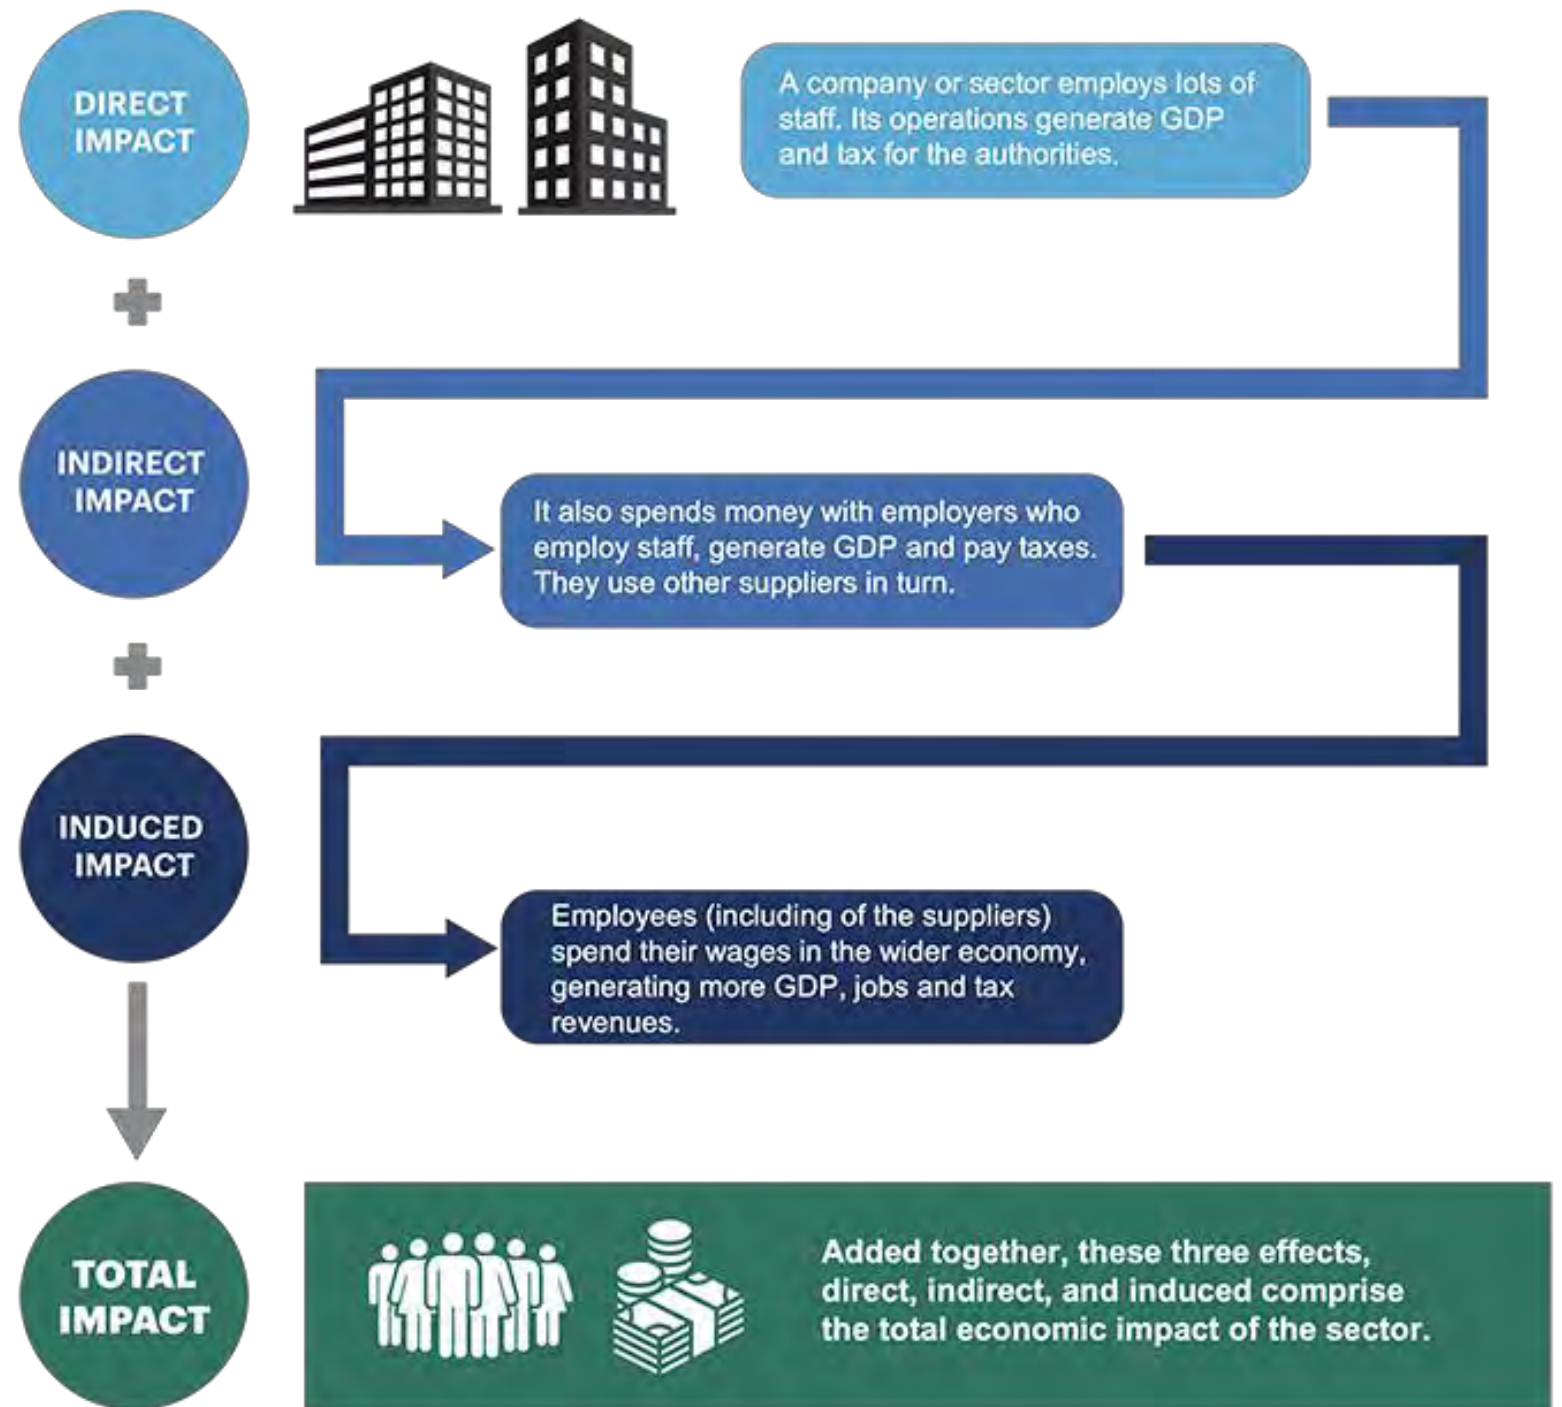 DIRECT
IMPACT
A company or sector employs lots of
staff. Its operations generate GDP
and tax for the authorities.
INDIRECT
IMPACT
It also spends money with employers who
employ staff, generate GDP and pay taxes.
They use other suppliers in turn.
INDUCED
IMPACT
Employees (including of the suppliers)
spend their wages in the wider economy,
generating more GDP, jobs and tax
revenues.
TOTAL
IMPACT
Added together, these three effects,
direct, indirect, and induced comprise
the total economic impact of the sector.